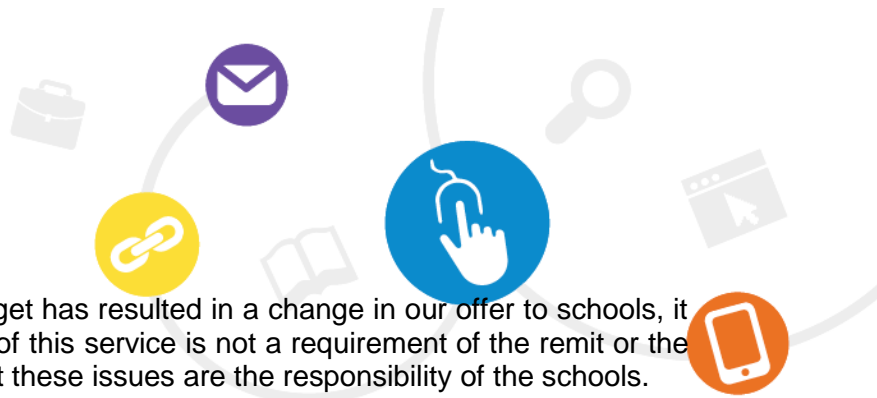 get has resulted in a change in our offer to schools, it
of this service is not a requirement of the remit or the
t these issues are the responsibility of the schools.